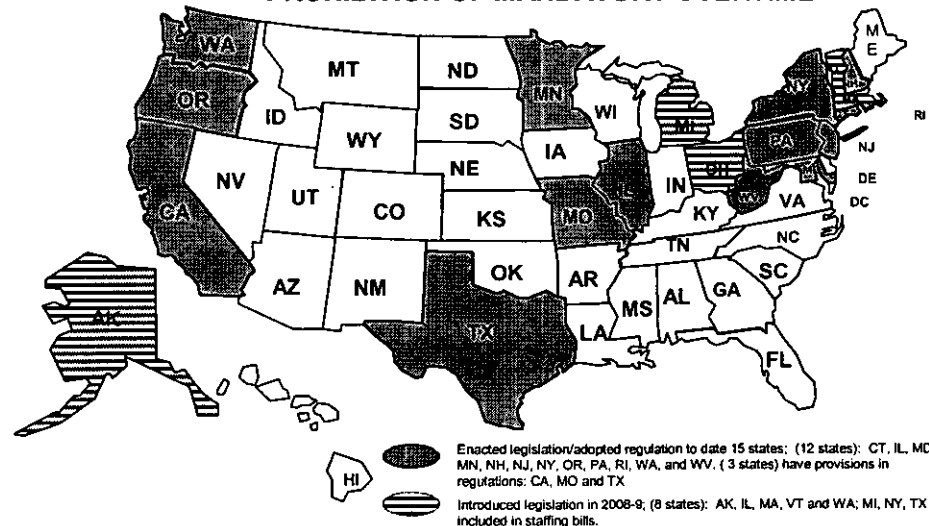 WA
MT
ND
MN
ME
OR
ID
WY
SD
WI
MI
NY
RI
NV
UT
CO
NE
IA
IL
IN
OH
PA
NJ
CA
KS
MO
KY
WV
VA
DE
DC
AZ
NM
OK
AR
TN
NC
SC
TX
LA
MS
AL
GA
FL
AK
HI
Enacted legislation/adopted regulation to date 15 states; (12 states): CT, IL, MD
MN, NH, NJ, NY, OR, PA, RI, WA, and WV. ( 3 states) have provisions in
regulations: CA, MO and TX
Introduced legislation in 2008-9; (8 states): AK, IL, MA, VT and WA; MI, NY, TX
included in staffing bills.